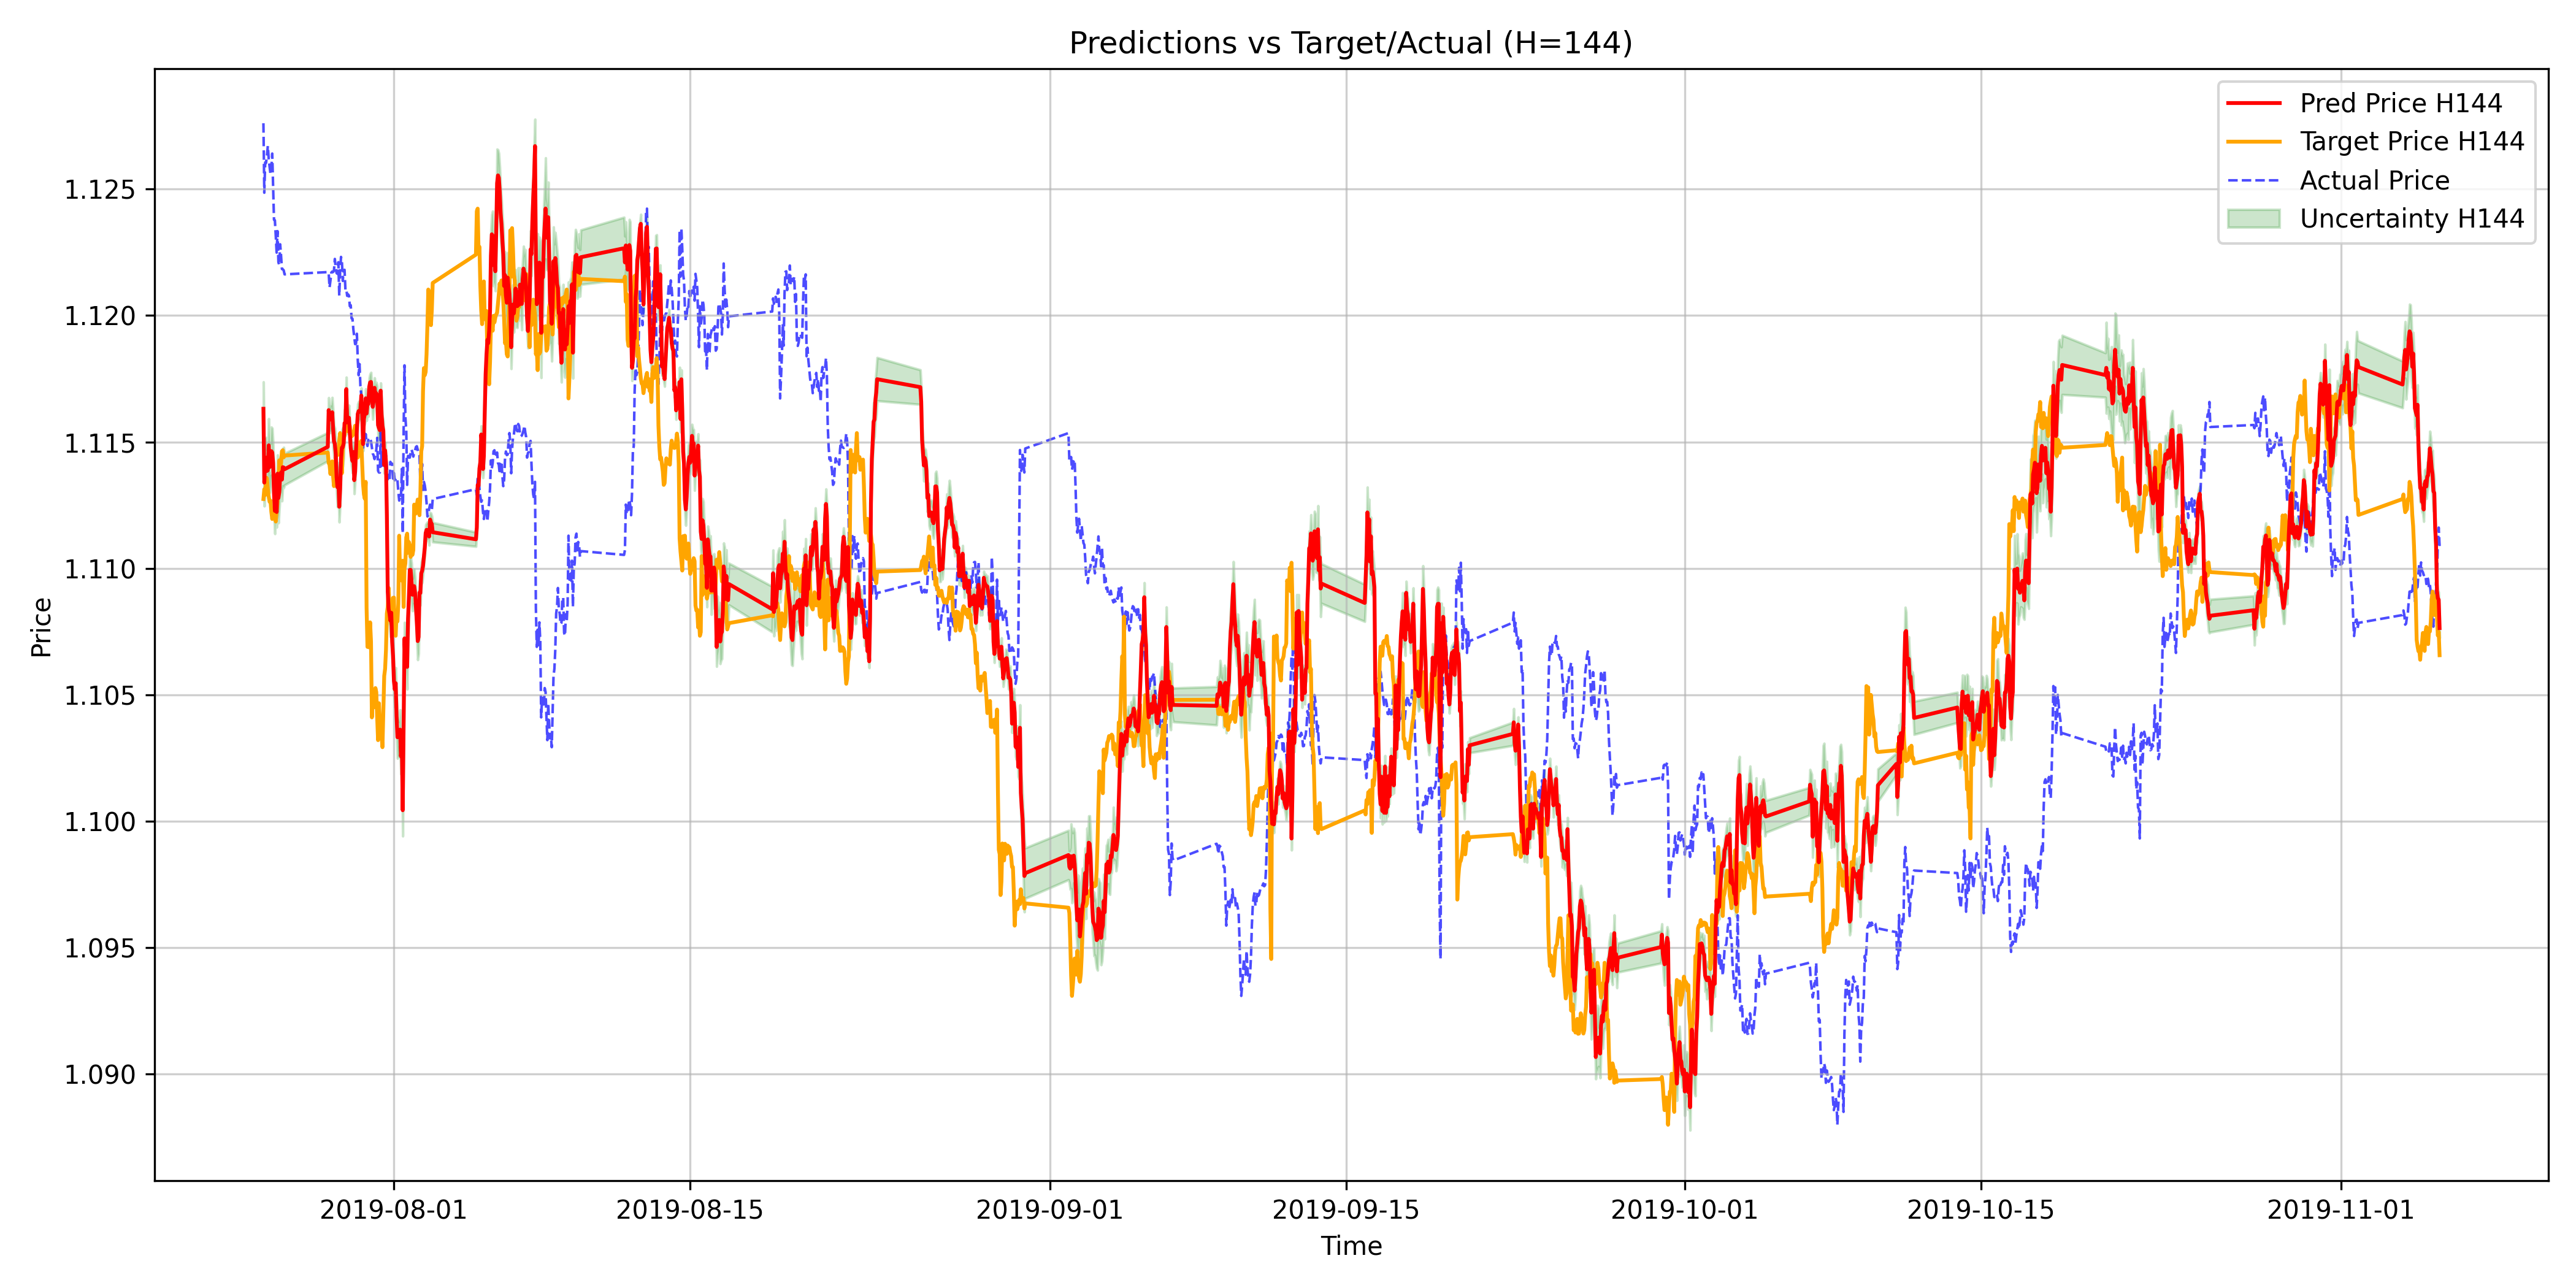 Predictions vs Target/Actual (H=144)
Pred Price H144
Target Price H144
Actual Price
Uncertainty H144
Price
1.125
1.120
1.115
1.110
1.105
1.100
1.095
1.090
2019-08-01
2019-08-15
2019-09-01
2019-09-15
2019-10-01
2019-10-15
2019-11-01
Time